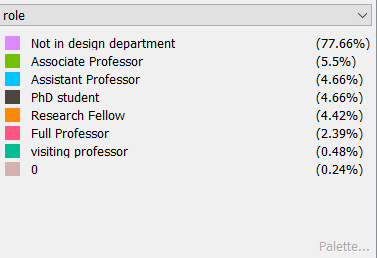 role
Not in design department (77.66%)
Associate Professor (5.5%)
Assistant Professor (4.66%)
PhD student (4.66%)
Research Fellow (4.42%)
Full Professor (2.39%)
visiting professor (0.48%)
0 (0.24%)
Palette...